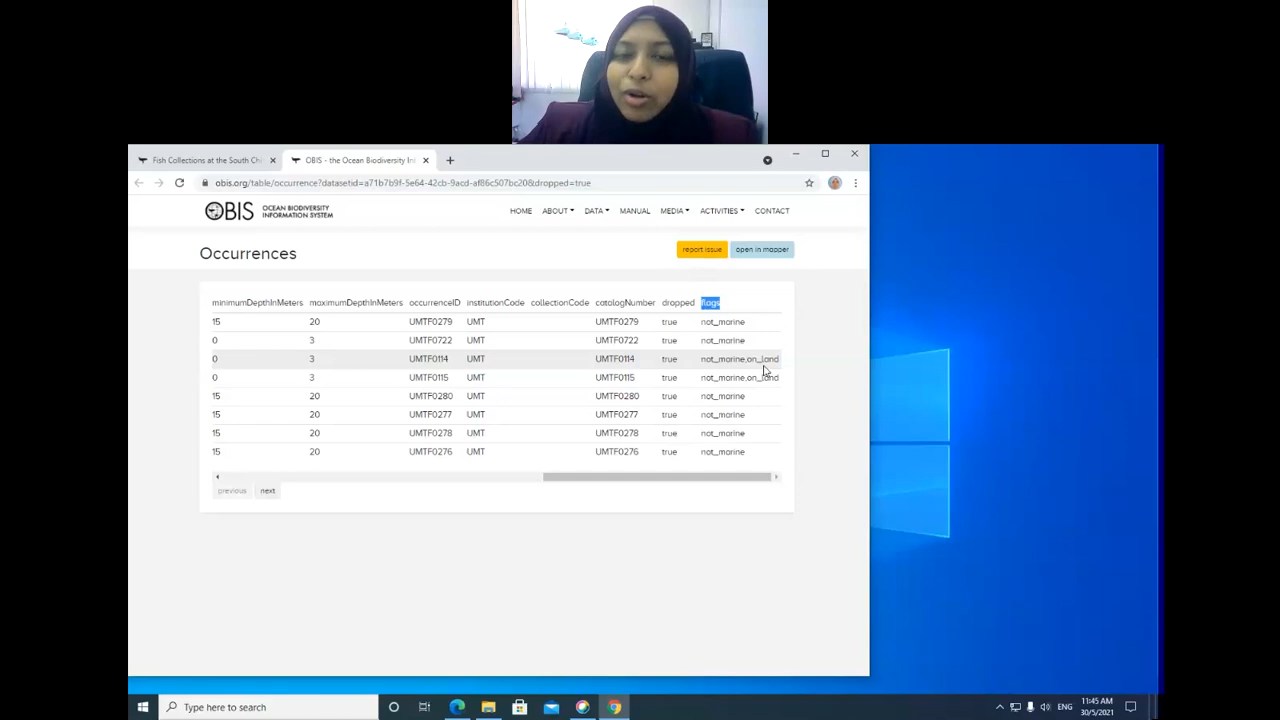 Fish Collections at the South Chi
OBIS - the Ocean Biodiversity In
obis.org/table/occurrence?datasetid=a71b7b9f-5e64-42cb-9acd-af86c507bc20&dropped=true
OBIS OCEAN BIODIVERSITY INFORMATION SYSTEM
HOME ABOUT DATA MANUAL MEDIA ACTIVITIES CONTACT
Occurrences
report issue open in mapper
minimumDepthInMeters maximumDepthInMeters occurrenceID institutionCode collectionCode catalogNumber dropped flags
15 20 UMTF0279 UMT UMTF0279 true not_marine
0 3 UMTF0722 UMT UMTF0722 true not_marine
0 3 UMTF0114 UMT UMTF0114 true not_marine,on_land
0 3 UMTF0115 UMT UMTF0115 true not_marine,on_land
15 20 UMTF0280 UMT UMTF0280 true not_marine
15 20 UMTF0277 UMT UMTF0277 true not_marine
15 20 UMTF0278 UMT UMTF0278 true not_marine
15 20 UMTF0276 UMT UMTF0276 true not_marine
previous next
Type here to search
ENG
11:45 AM
30/5/2021